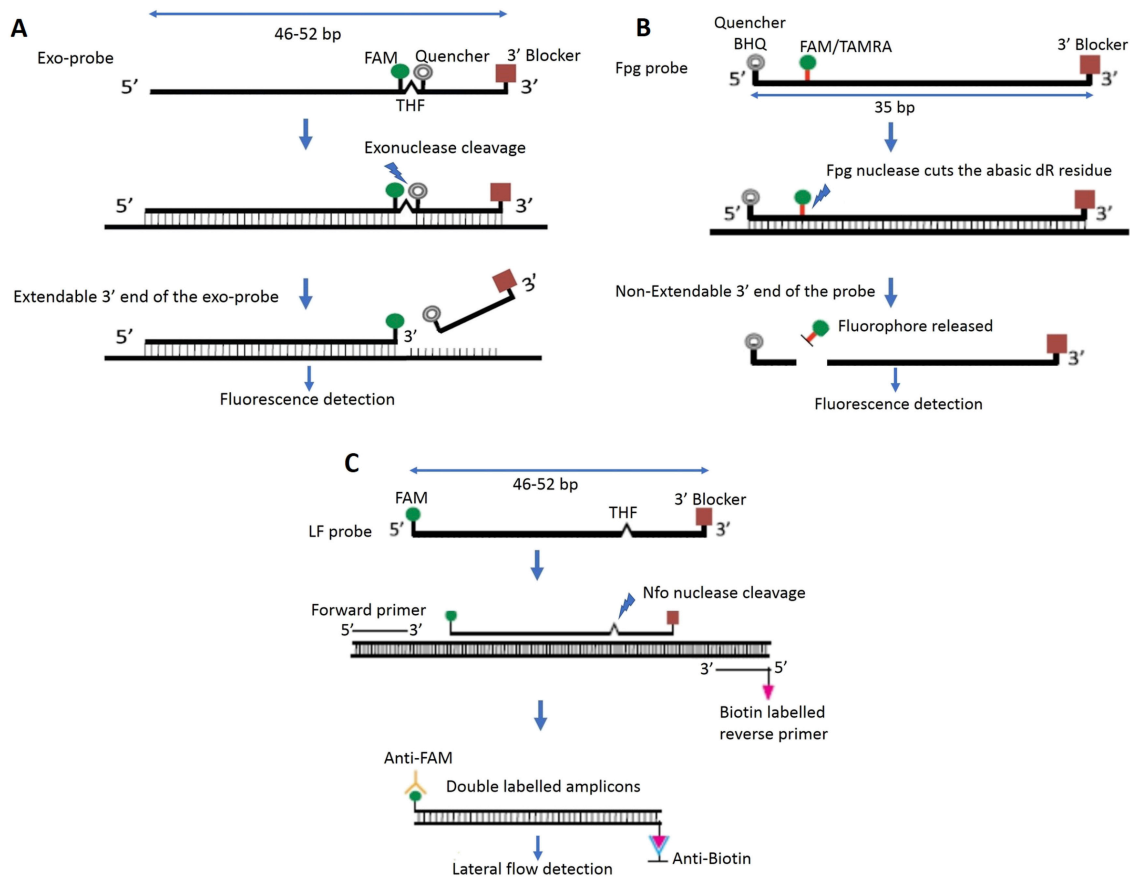 A
46-52 bp
Exo-probe
FAM
Quencher
3’ Blocker
5’
THF
3’
Exonuclease cleavage
5’
3’
Extendable 3’ end of the exo-probe
3’
5’
3’
Fluorescence detection
B
Quencher
BHQ
FAM/TAMRA
3’ Blocker
Fpg probe
5’
3’
35 bp
Fpg nuclease cuts the abasic dR residue
5’
3’
Non-Extendable 3’ end of the probe
Fluorophore released
3’
Fluorescence detection
C
46-52 bp
FAM
THF
3’ Blocker
LF probe
5’
3’
Nfo nuclease cleavage
Forward primer
5’
3’
3’
5’
Biotin labelled
reverse primer
Anti-FAM
Double labelled amplicons
Anti-Biotin
Lateral flow detection